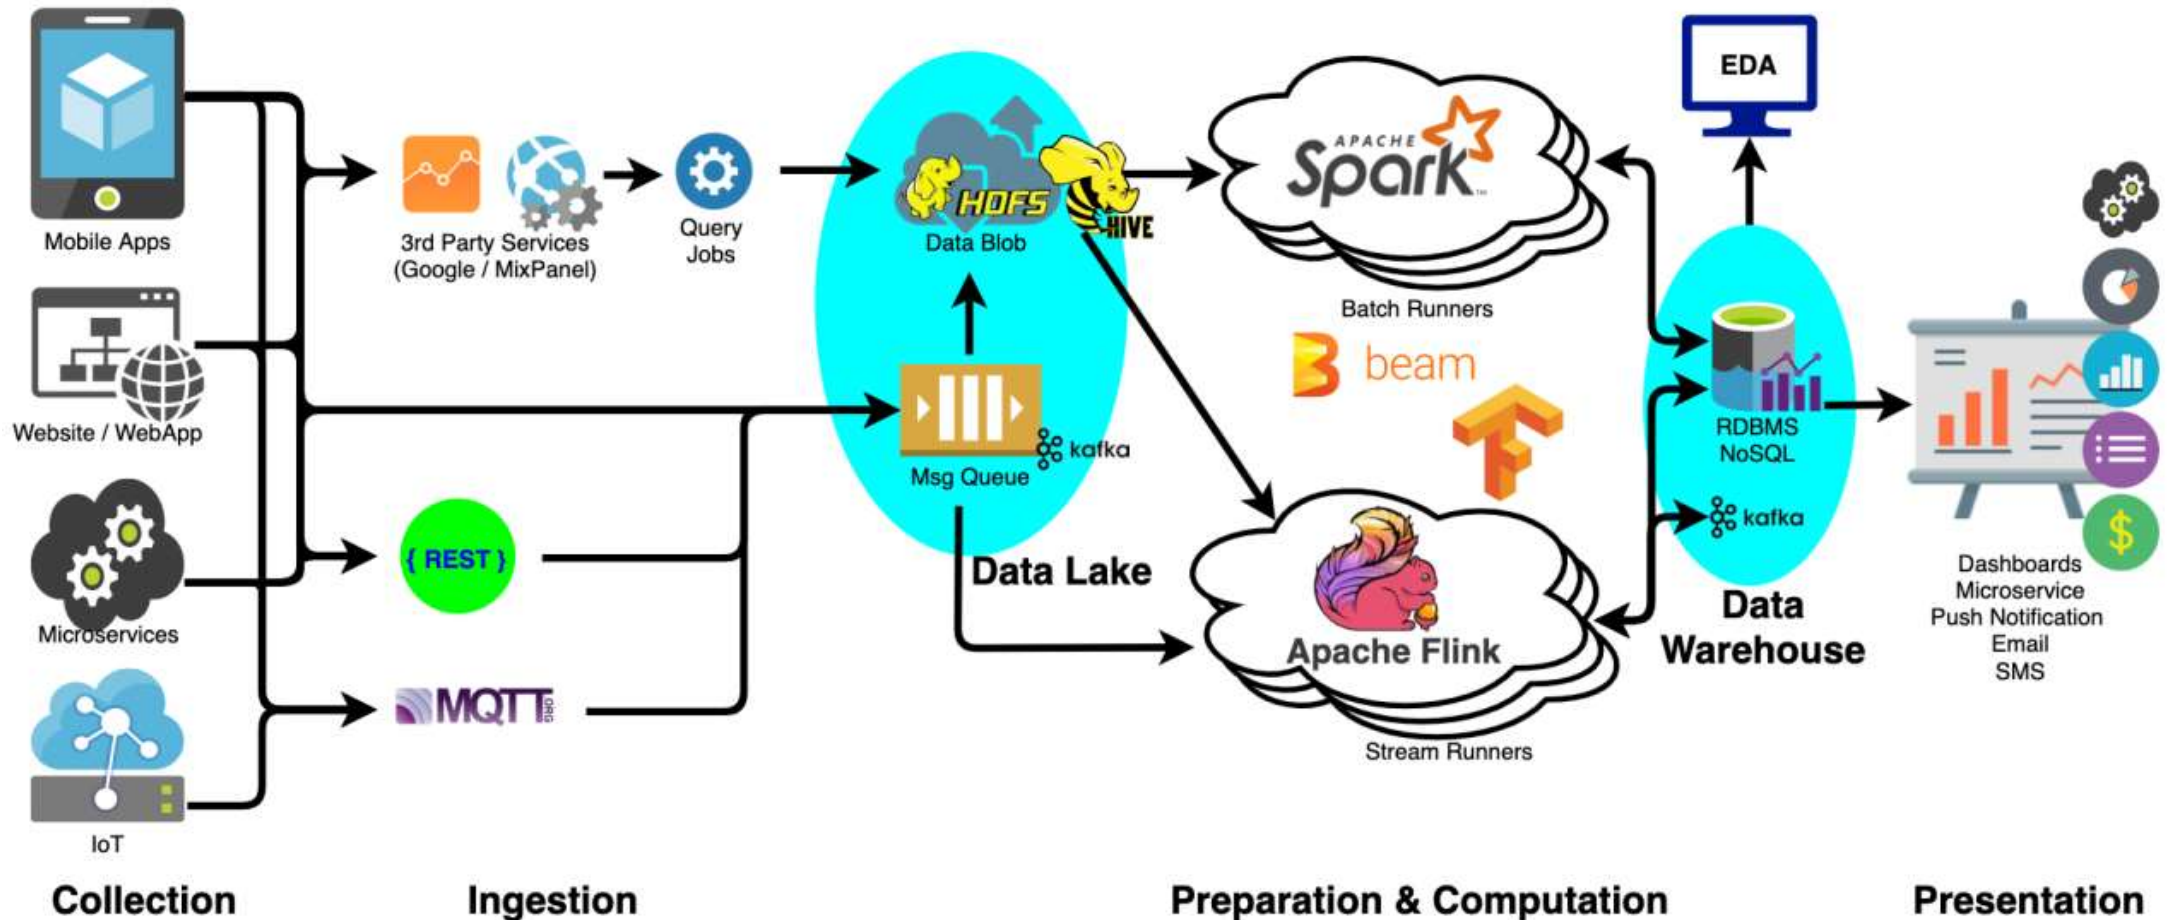 Mobile Apps
Website / WebApp
Microservices
IoT
Collection
3rd Party Services
(Google / MixPanel)
Query
Jobs
{ REST }
MQTT
ORG
Ingestion
HDFS
HIVE
Data Blob
Msg Queue
kafka
Data Lake
APACHE
Spark
TM
Batch Runners
beam
Apache Flink
Stream Runners
Preparation & Computation
EDA
RDBMS
NoSQL
kafka
Data
Warehouse
$
Dashboards
Microservice
Push Notification
Email
SMS
Presentation